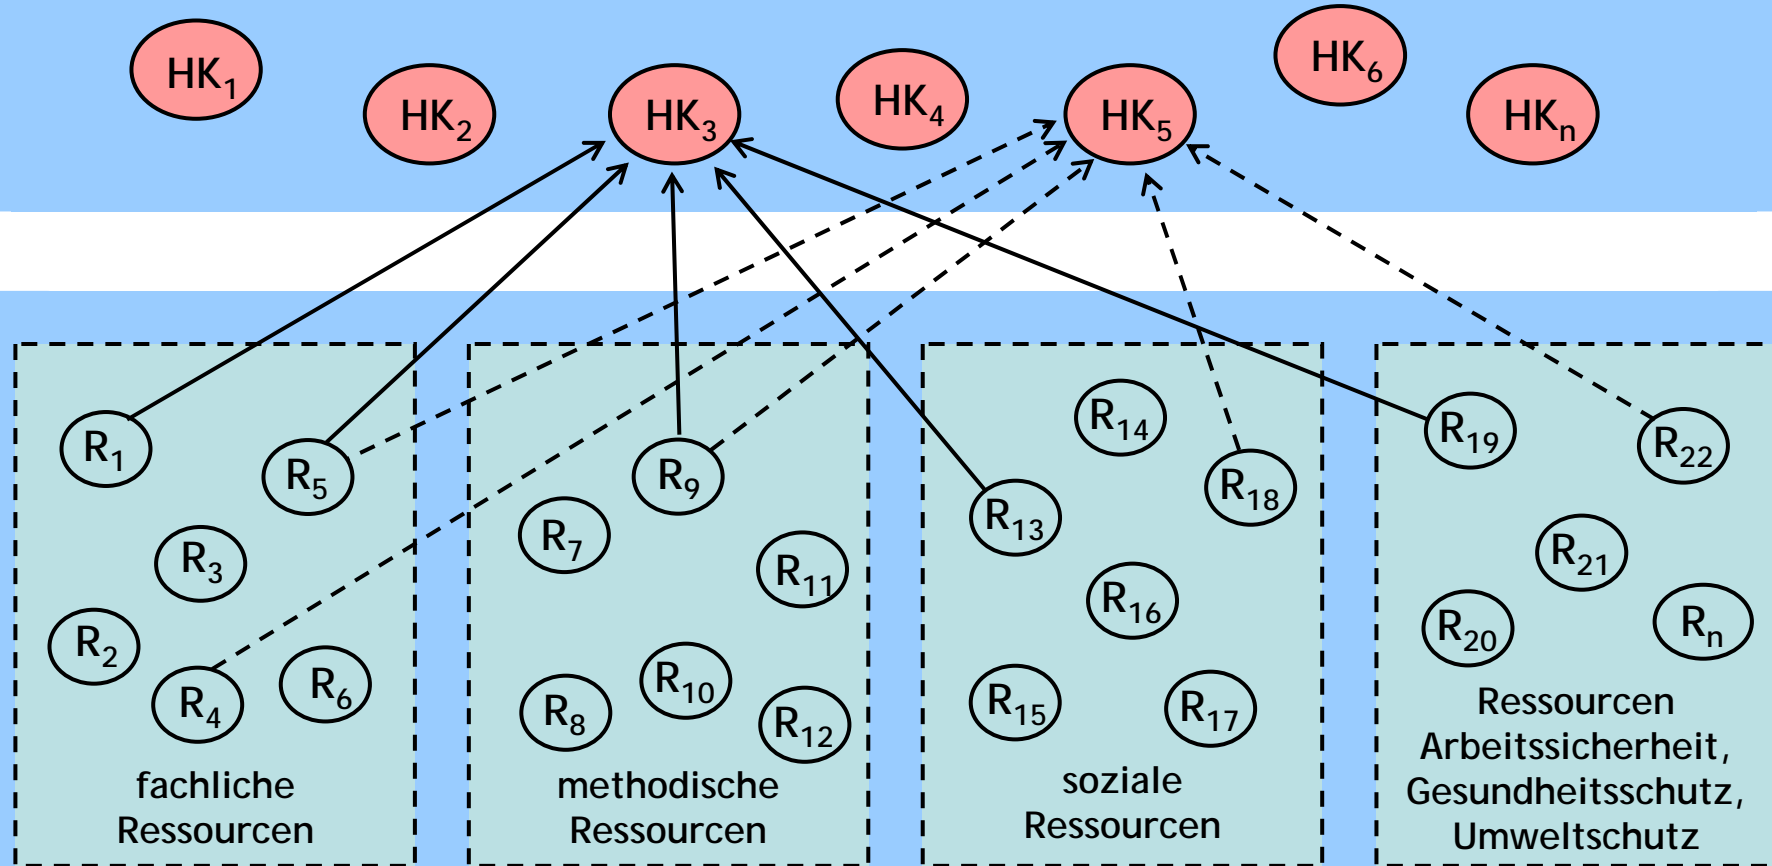 HK₁
HK₂
HK₃
HK₄
HK₅
HK₆
HKₙ
R₁
R₅
R₃
R₂
R₄
R₆
fachliche
Ressourcen
R₉
R₇
R₁₁
R₁₀
R₈
R₁₂
methodische
Ressourcen
R₁₄
R₁₈
R₁₃
R₁₆
R₁₅
R₁₇
soziale
Ressourcen
R₁₉
R₂₂
R₂₁
R₂₀
Rₙ
Ressourcen
Arbeitssicherheit,
Gesundheitsschutz,
Umweltschutz